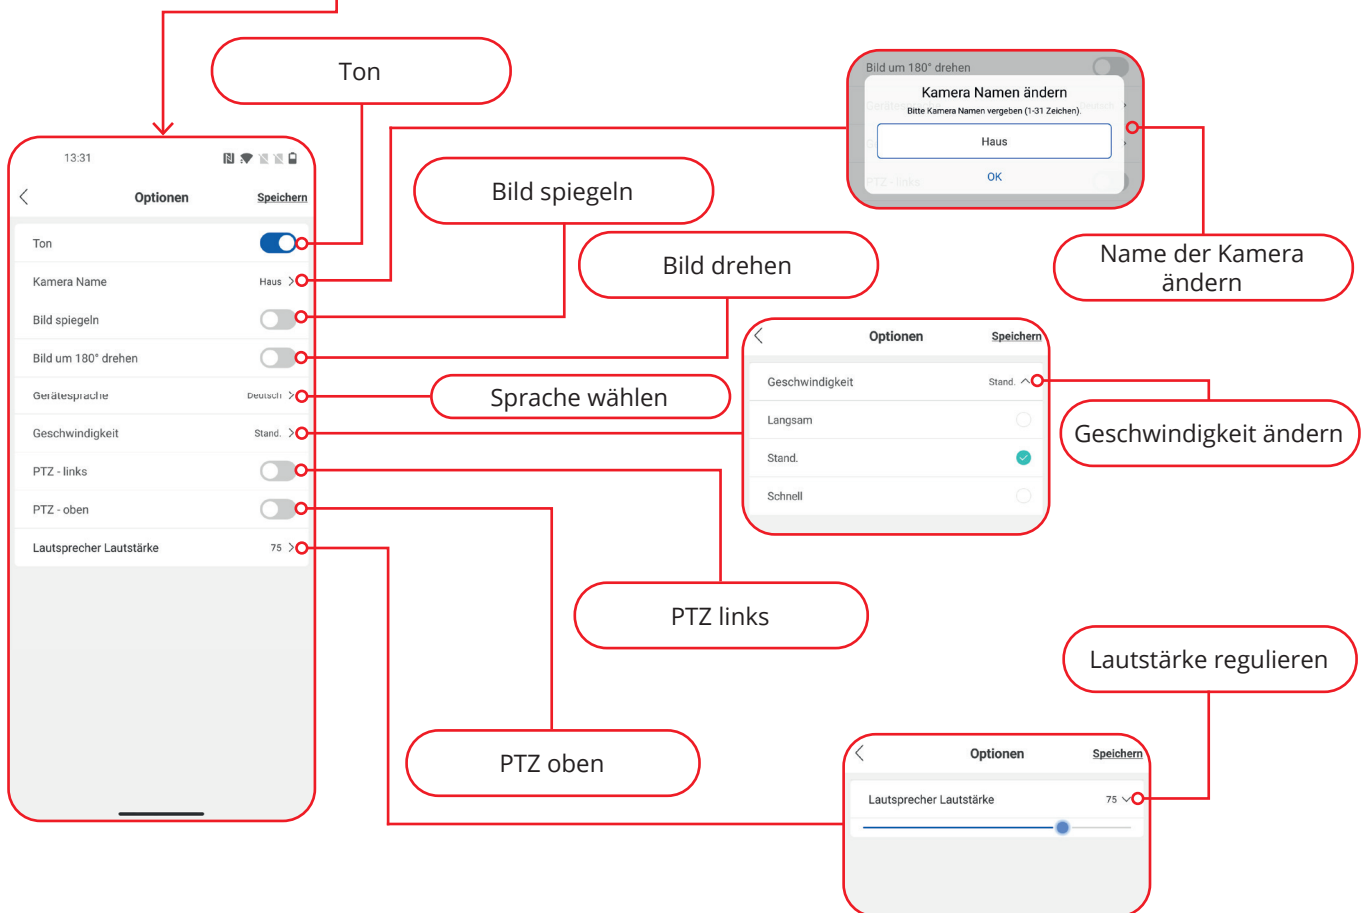 Ton
Bild um 180° drehen
Kamera Namen ändern
Bitte Kamera Namen vergeben (1-31 Zeichen).
Haus
OK
PTZ - links
13:31
Optionen
Speichern
Ton
Kamera Name
Haus
Bild spiegeln
Bild um 180° drehen
Gerätesprache
Deutsch
Geschwindigkeit
Stand.
PTZ - links
PTZ - oben
Lautsprecher Lautstärke
75
Bild spiegeln
Bild drehen
Name der Kamera
ändern
Sprache wählen
Optionen
Speichern
Geschwindigkeit
Stand.
Langsam
Stand.
Schnell
Geschwindigkeit ändern
PTZ links
Lautstärke regulieren
PTZ oben
Optionen
Speichern
Lautsprecher Lautstärke
75